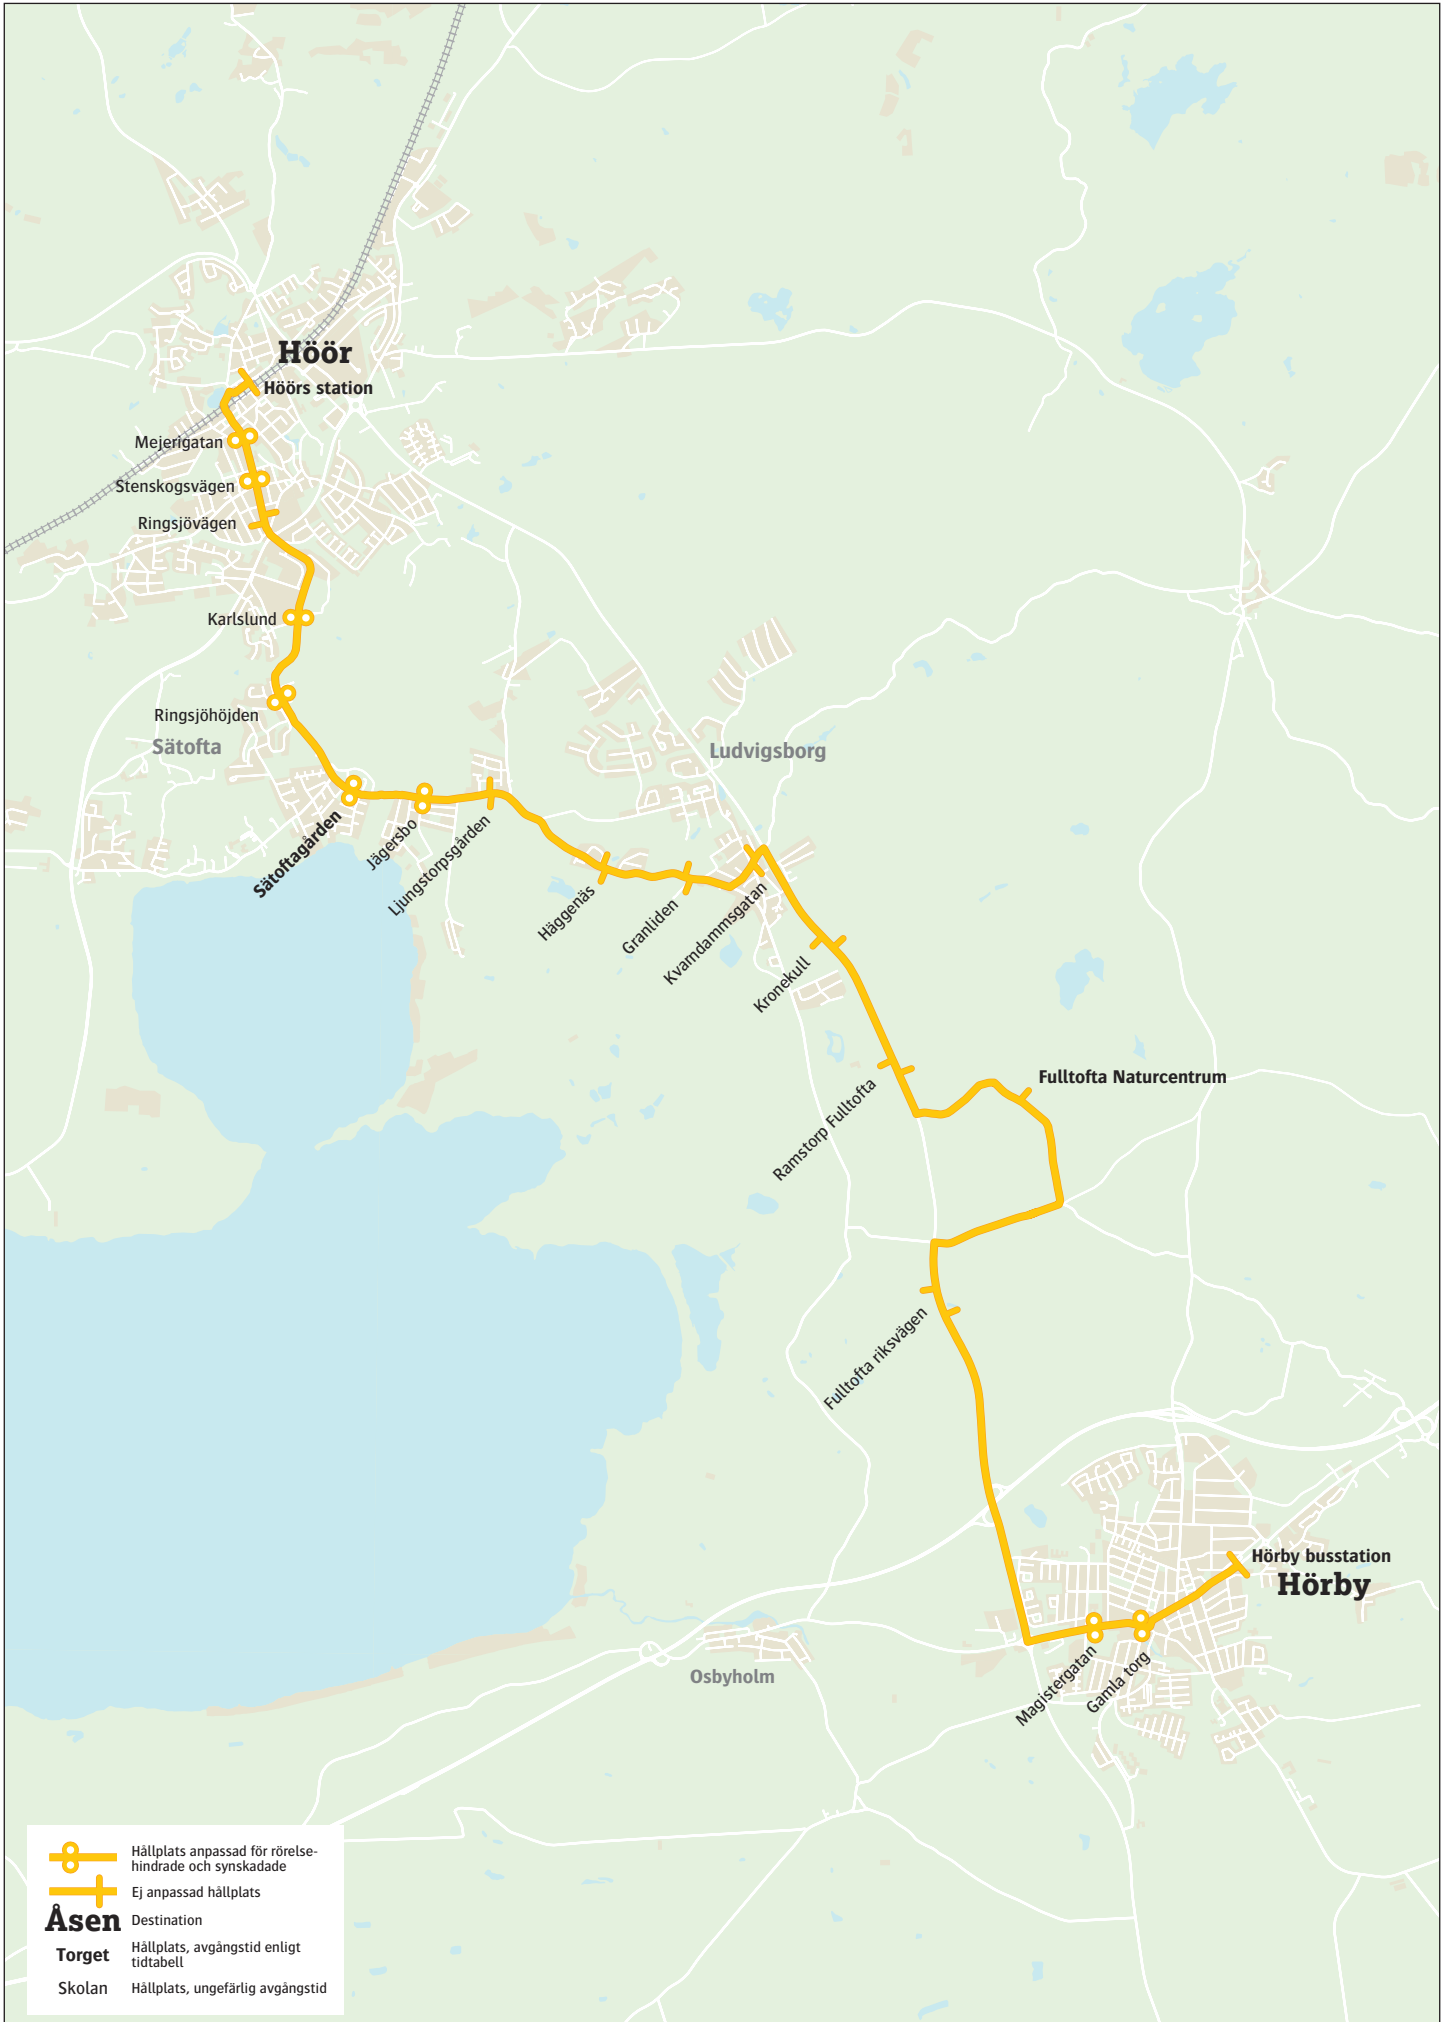 Höör
Höörs station
Mejerigatan
Stenskogsvägen
Ringsjövägen
Karlslund
Ringsjöhöjden
Sätofta
Ludvigsborg
Sätoftagården
Jägersbo
Ljungstorpsgården
Häggenäs
Granliden
Kvarndammsgatan
Kronekull
Ramstorp Fulltofta
Fulltofta Naturcentrum
Fulltofta riksvägen
Hörby busstation
Hörby
Magistergatan
Gamla torg
Osbyholm
Hållplats anpassad för rörelse-
hindrade och synskadade
Ej anpassad hållplats
Åsen Destination
Torget Hållplats, avgångstid enligt
tidtabell
Skolan Hållplats, ungefärlig avgångstid